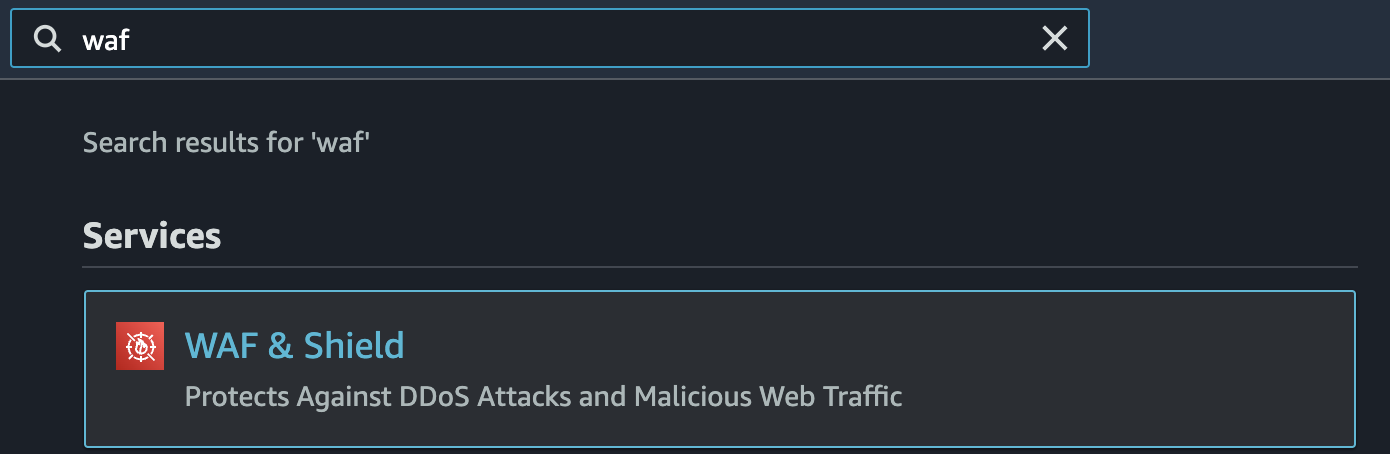 waf
Search results for 'waf'
Services
WAF & Shield
Protects Against DDoS Attacks and Malicious Web Traffic